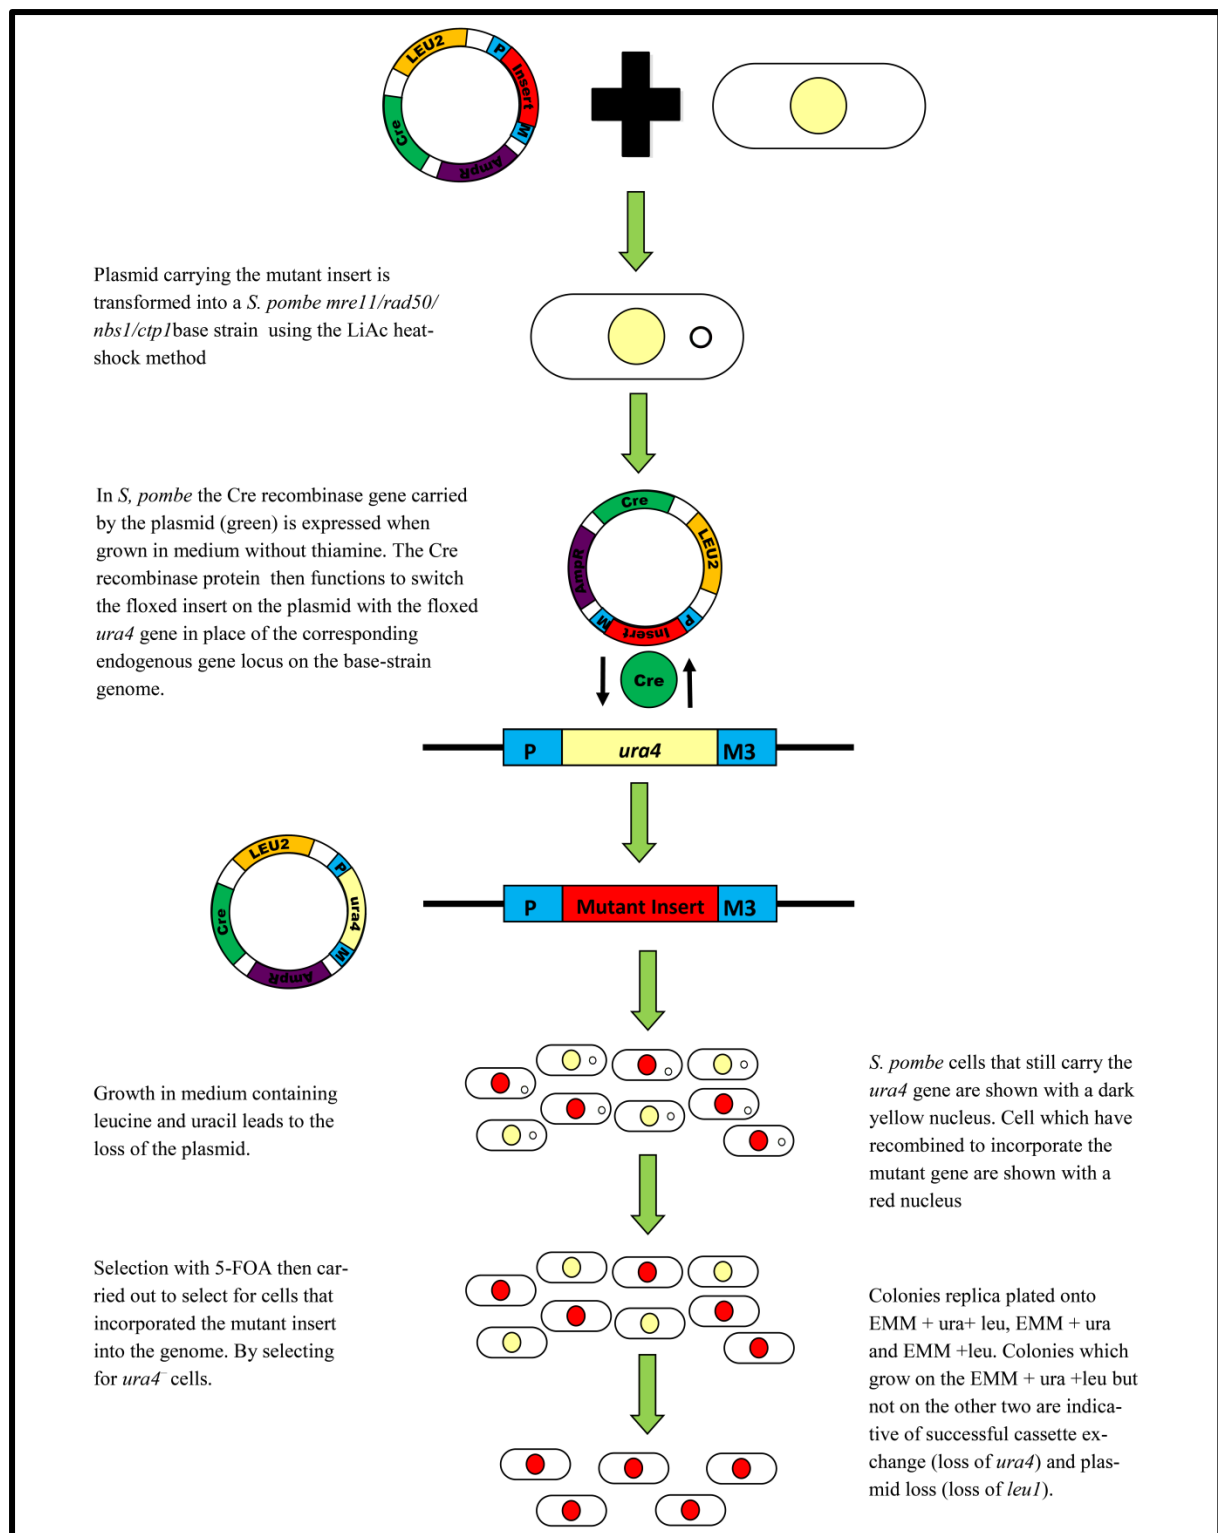 LEU2
P
Insert
M
AmpR
Cre
Plasmid carrying the mutant insert is
transformed into a S. pombe mre11/rad50/
nbs1/ctp1base strain using the LiAc heat-
shock method
In S, pombe the Cre recombinase gene carried
by the plasmid (green) is expressed when
grown in medium without thiamine. The Cre
recombinase protein then functions to switch
the floxed insert on the plasmid with the floxed
ura4 gene in place of the corresponding
endogenous gene locus on the base-strain
genome.
Cre
LEU2
P
Insert
M
AmpR
Cre
P
ura4
M3
LEU2
P
ura4
M
AmpR
Cre
P
Mutant Insert
M3
Growth in medium containing
leucine and uracil leads to the
loss of the plasmid.
S. pombe cells that still carry the
ura4 gene are shown with a dark
yellow nucleus. Cell which have
recombined to incorporate the
mutant gene are shown with a
red nucleus
Selection with 5-FOA then car-
ried out to select for cells that
incorporated the mutant insert
into the genome. By selecting
for ura4⁻ cells.
Colonies replica plated onto
EMM + ura+ leu, EMM + ura
and EMM +leu. Colonies which
grow on the EMM + ura +leu but
not on the other two are indica-
tive of successful cassette ex-
change (loss of ura4) and plas-
mid loss (loss of leu1).